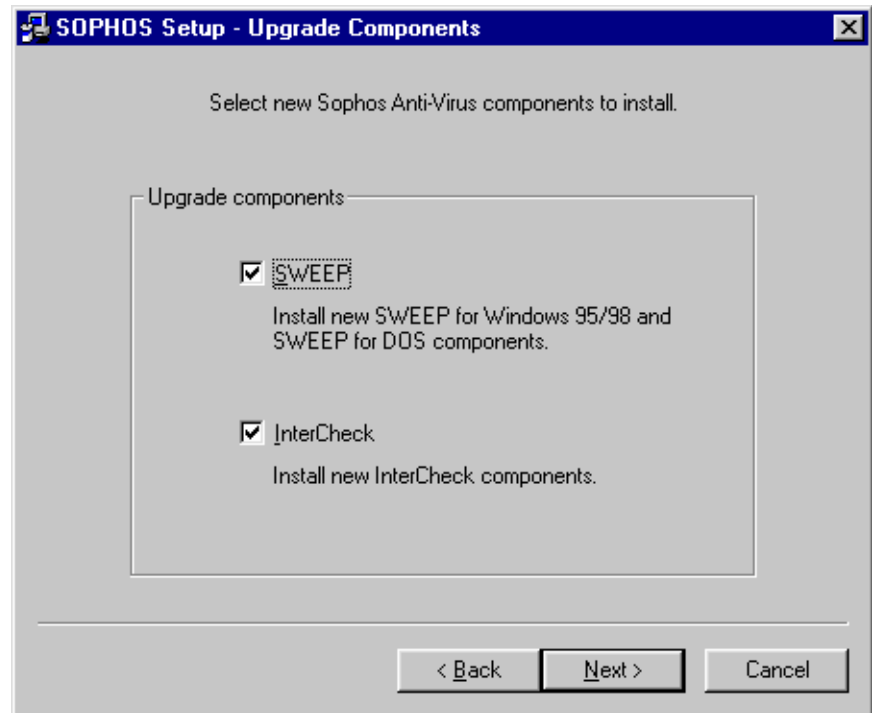 SOPHOS Setup - Upgrade Components
Select new Sophos Anti-Virus components to install.
Upgrade components
SWEEP
Install new SWEEP for Windows 95/98 and
SWEEP for DOS components.
InterCheck
Install new InterCheck components.
< Back
Next >
Cancel